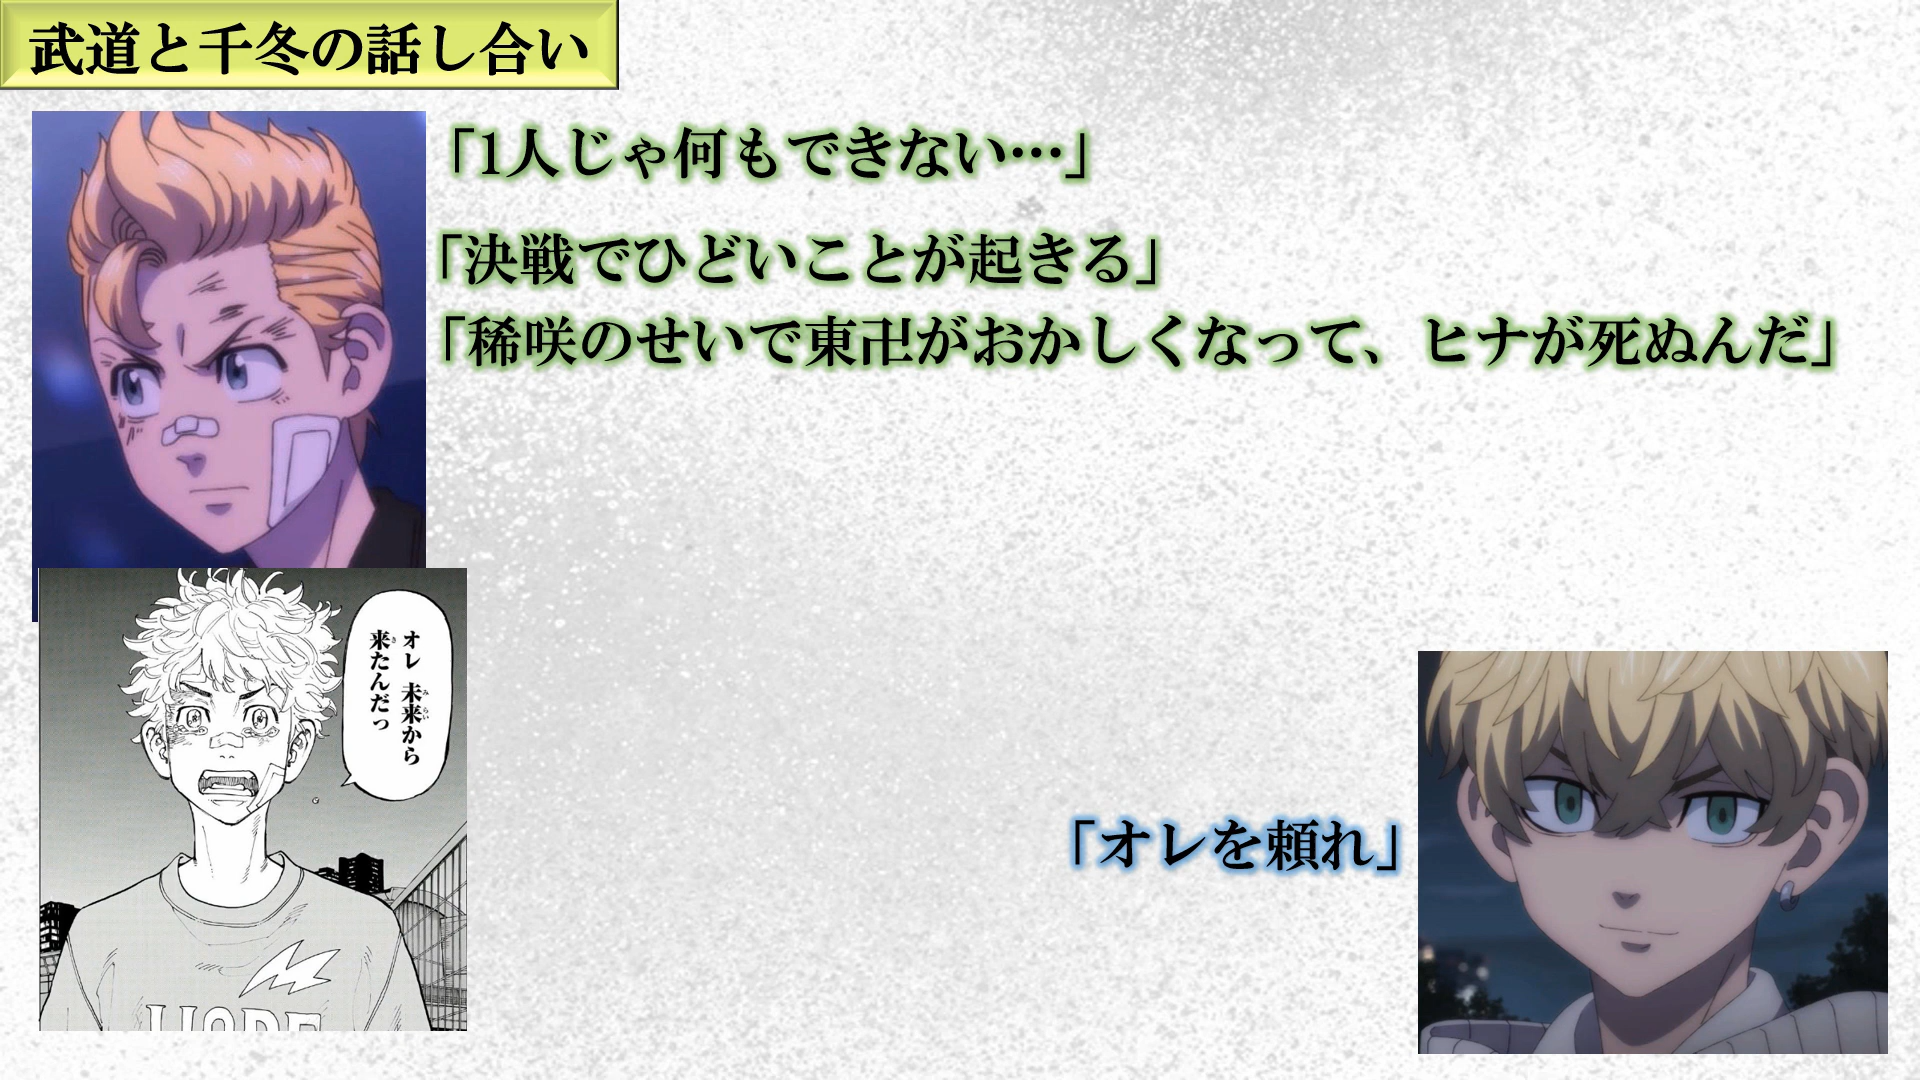 武道と千冬の話し合い
「1人じゃ何もできない…」
「決戦でひどいことが起きる」
「稀咲のせいで東卍がおかしくなって、ヒナが死ぬんだ」
オレ 未来から
来たんだっ
「オレを頼れ」
HOPE